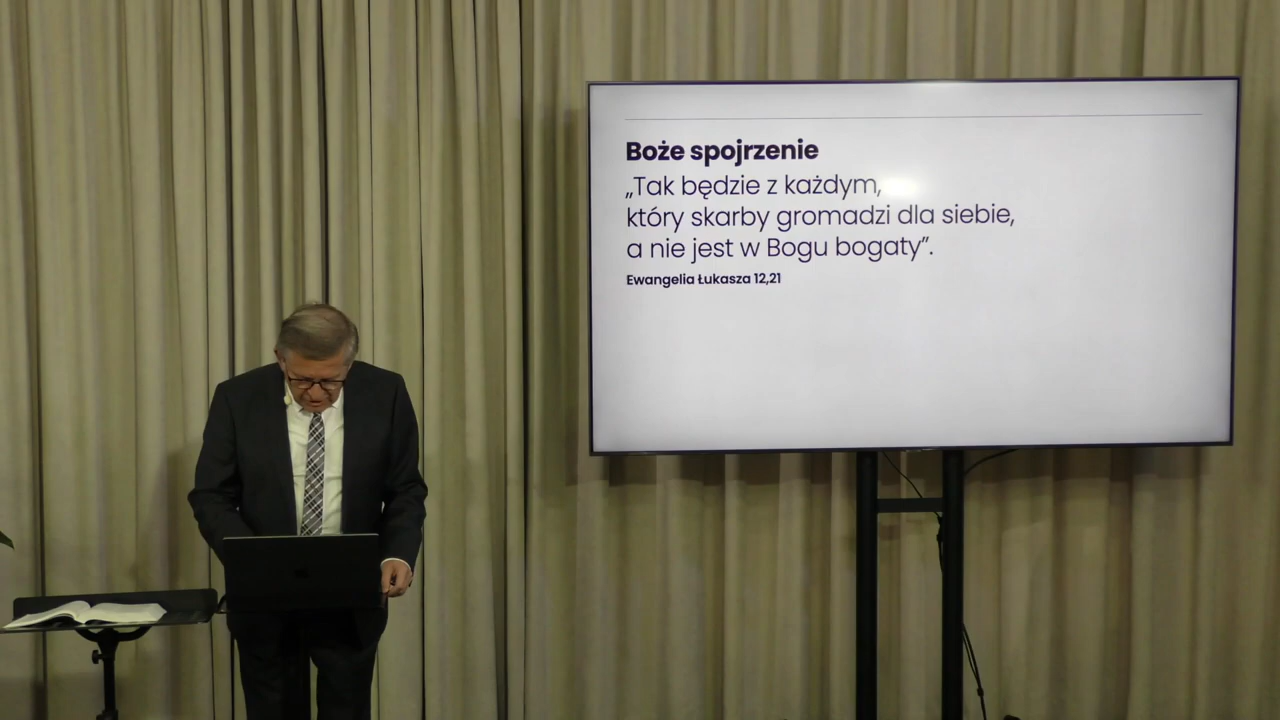 Boże spojrzenie
„Tak będzie z każdym,
który skarby gromadzi dla siebie,
a nie jest w Bogu bogaty”.
Ewangelia Łukasza 12,21